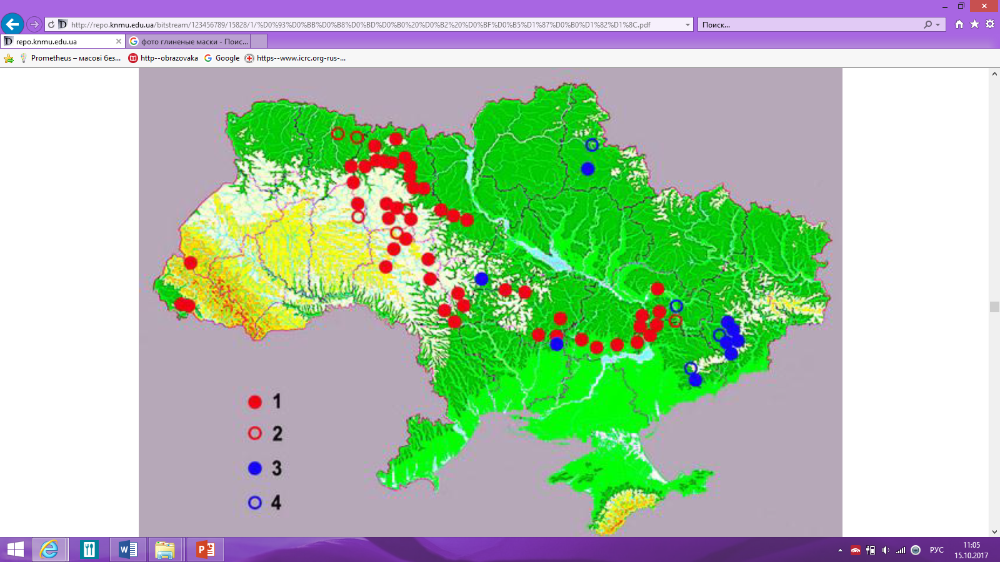 http://repo.knmu.edu.ua/bitstream/123456789/15828/1/%D0%93%D0%BB%D0%B8%D0%BD%D0%B0%20%D0%B2%20%D0%BF%D0%B5%D1%87%D0%B0%D1%82%D1%8C.pdf
Поиск...
repo.knmu.edu.ua
фото глиненые маски - Поис...
Prometheus – масові без...
http--obrazovaka
Google
https--www.icrc.org-rus-...
1
2
3
4
РУС
11:05
15.10.2017